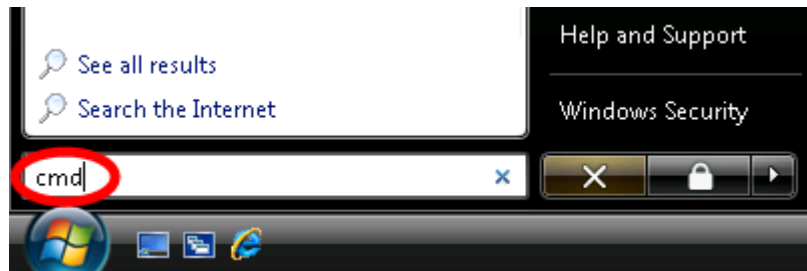 See all results
Search the Internet
cmd
Help and Support
Windows Security